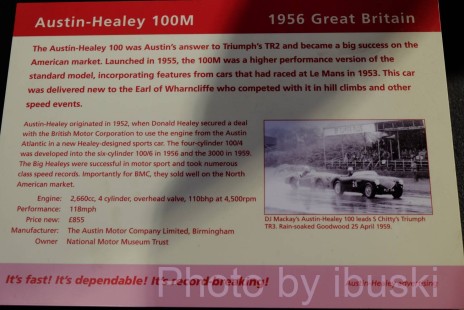 Austin-Healey 100M
1956 Great Britain
The Austin-Healey 100 was Austin's answer to Triumph's TR2 and became a big success on the
American market. Launched in 1955, the 100M was a higher performance version of the
standard model, incorporating features from cars that had raced at Le Mans in 1953. This car
was delivered new to the Earl of Wharncliffe who competed with it in hill climbs and other
speed events.
Austin-Healey originated in 1952, when Donald Healey secured a deal
with the British Motor Corporation to use the engine from the Austin
Atlantic in a new Healey-designed sports car. The four-cylinder 100/4
was developed into the six-cylinder 100/6 in 1956 and the 3000 in 1959.
The Big Healeys were successful in motor sport and took numerous
class speed records. Importantly for BMC, they sold well on the North
American market.
Engine: 2,660cc, 4 cylinder, overhead valve, 110bhp at 4,500rpm
Performance: 118mph
Price new: £855
Manufacturer: The Austin Motor Company Limited, Birmingham
Owner National Motor Museum Trust
DJ Mackay's Austin-Healey 100 leads S Chitty's Triumph
TR3. Rain-soaked Goodwood 25 April 1959.
It's fast! It's dependable! It's record-breaking!
Austin-Healey advertising
Photo by ibuski